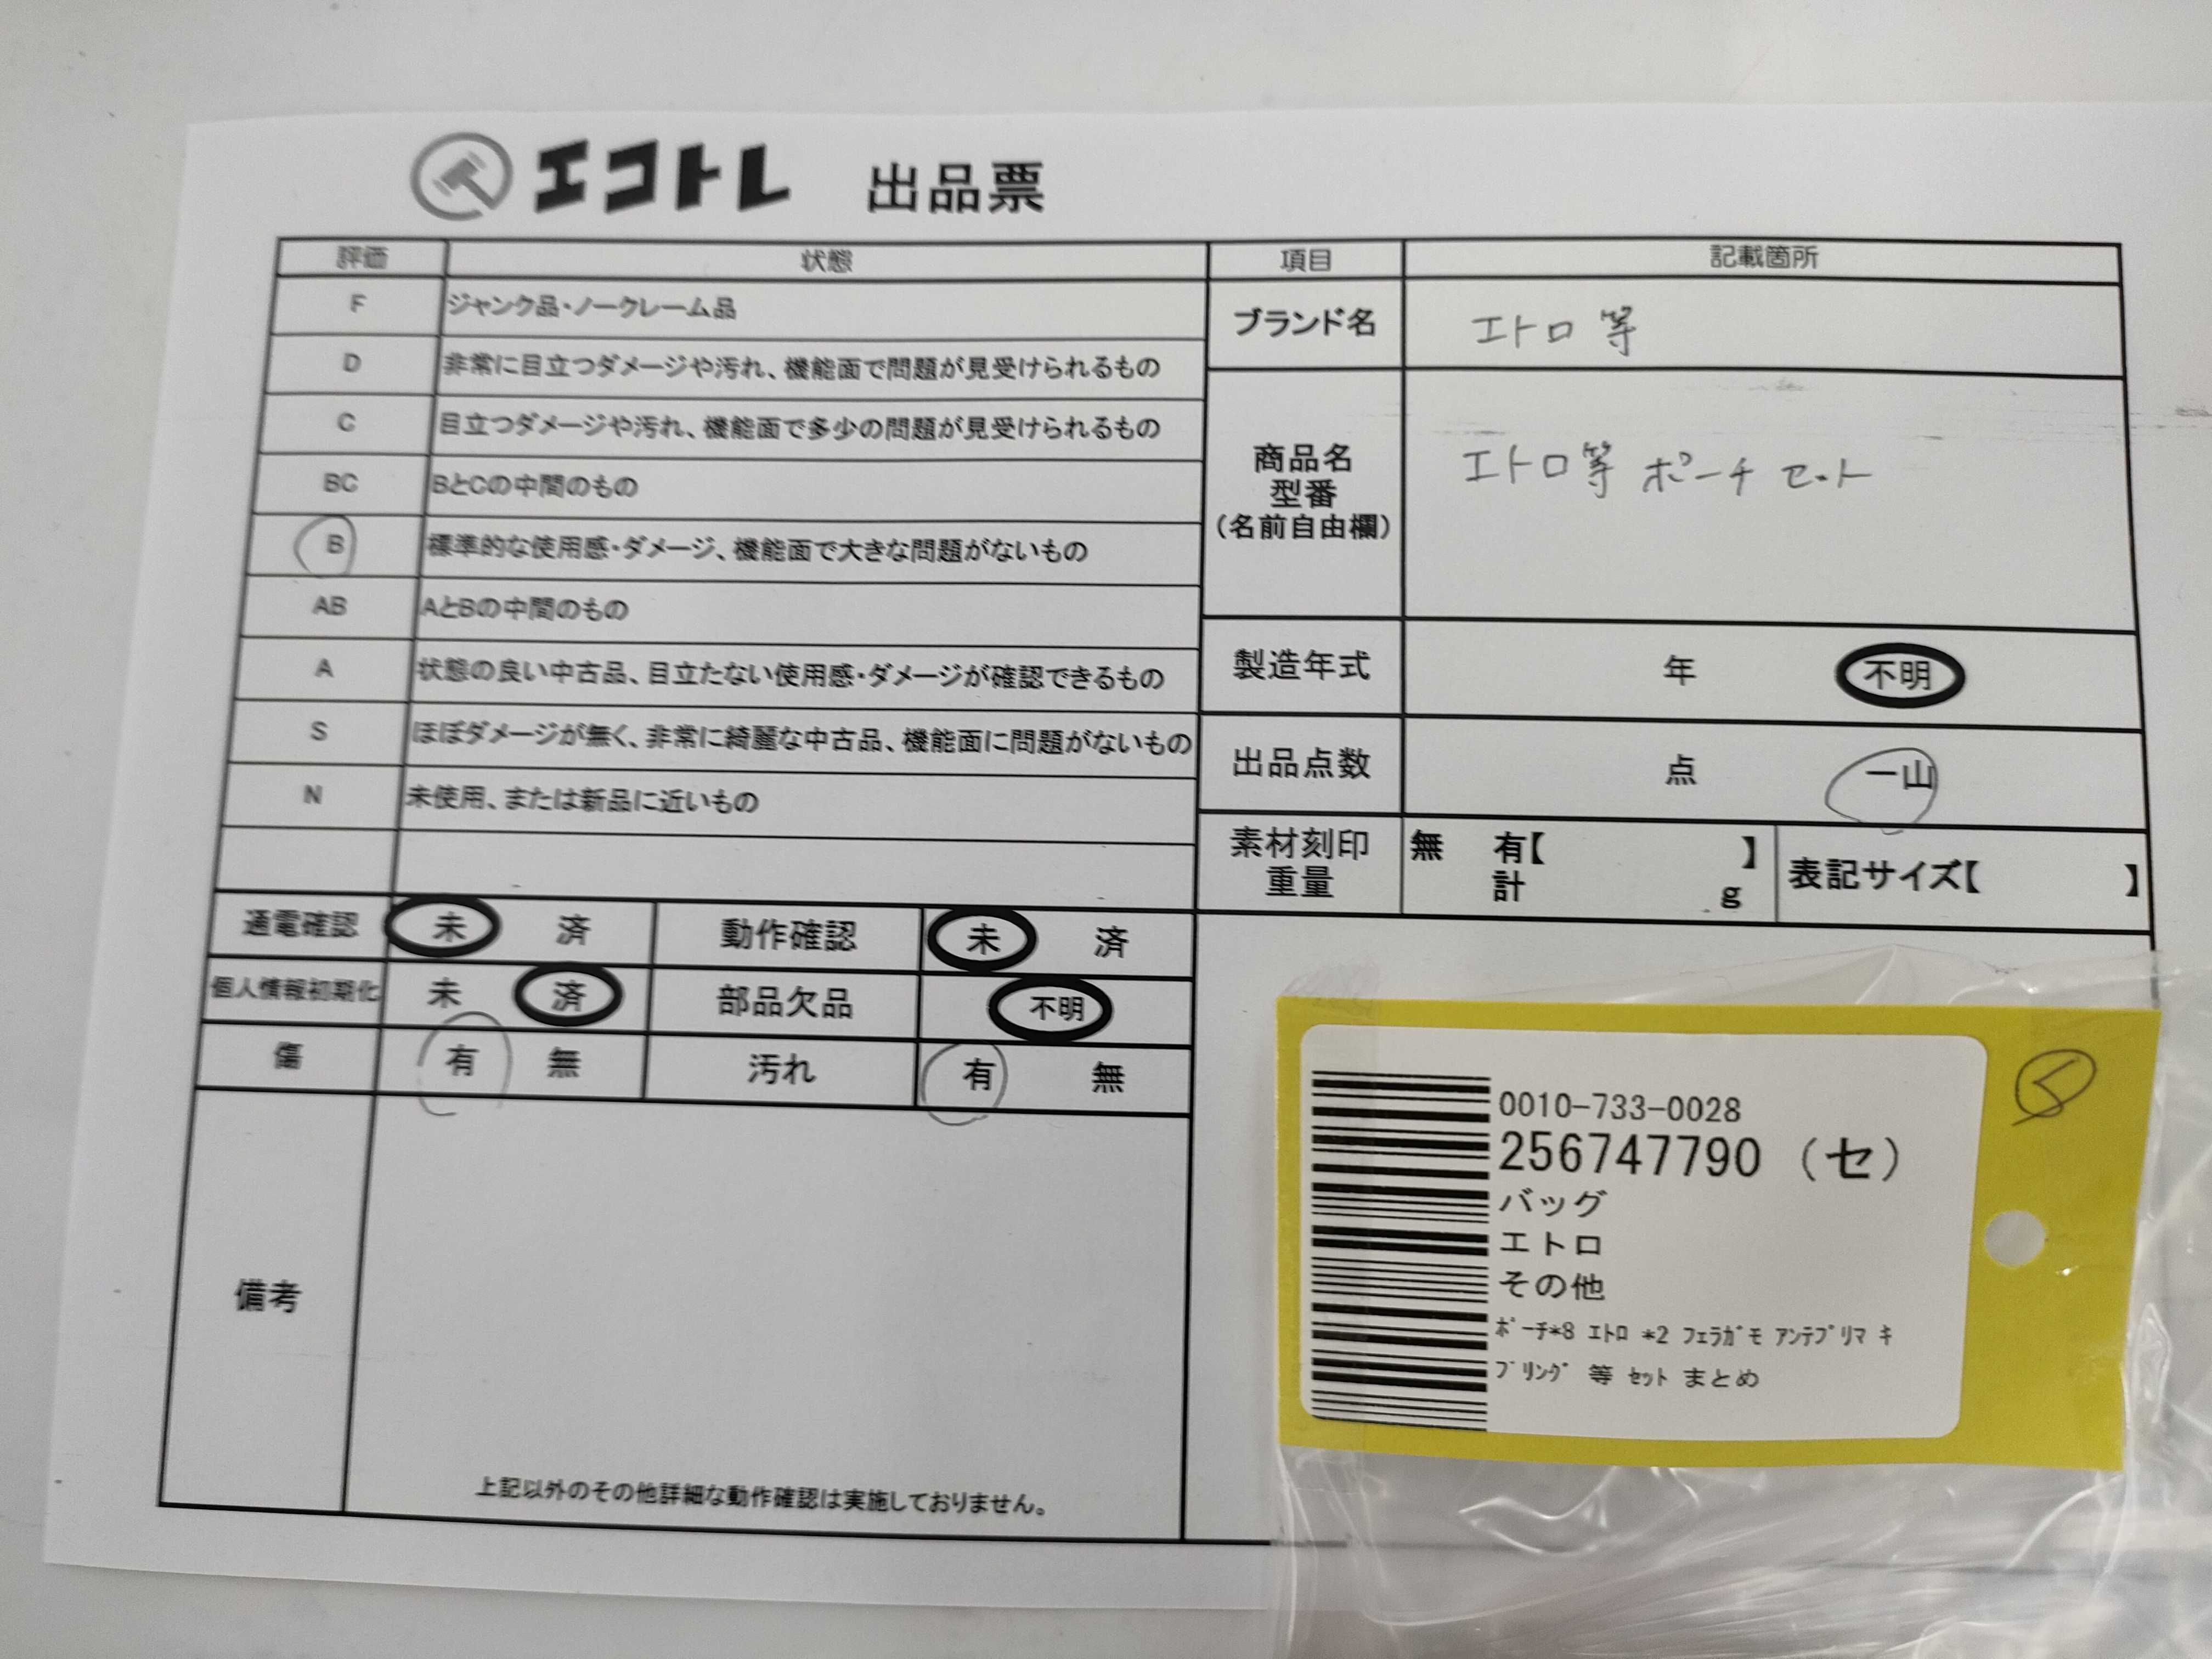 エコトレ 出品票
評価 状態 項目 記載箇所
F ジャンク品・ノークレーム品
D 非常に目立つダメージや汚れ、機能面で問題が見受けられるもの
C 目立つダメージや汚れ、機能面で多少の問題が見受けられるもの
BC BとCの中間のもの
B 標準的な使用感・ダメージ、機能面で大きな問題がないもの
AB AとBの中間のもの
A 状態の良い中古品、目立たない使用感・ダメージが確認できるもの
S ほぼダメージが無く、非常に綺麗な中古品、機能面に問題がないもの
N 未使用、または新品に近いもの
ブランド名 エトロ 等
商品名
型番
(名前自由欄)
エトロ等 ポーチ セット
製造年式 年 不明
出品点数 点 一山
素材刻印 無 有【 】
重量 計 g
表記サイズ【 】
通電確認 未 済 動作確認 未 済
個人情報初期化 未 済 部品欠品 不明
傷 有 無 汚れ 有 無
備考
上記以外のその他詳細な動作確認は実施しておりません。
0010-733-0028
256747790 (セ)
バッグ
エトロ
その他
ﾎﾟｰﾁ*8 ｴﾄﾛ *2 ﾌｪﾗｶﾞﾓ ｱﾝﾃﾌﾟﾘﾏ ｷ
ﾌﾟﾘﾝｸﾞ 等 ｾｯﾄ まとめ